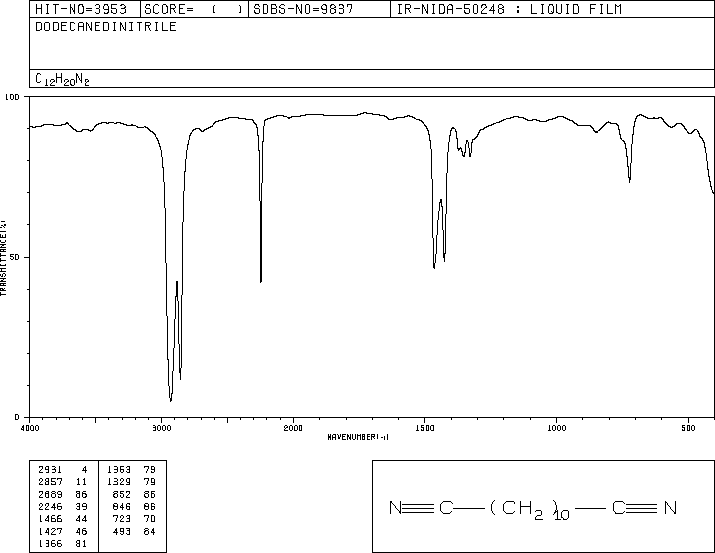 HIT-NO=3953 SCORE= ( ) SDBS-NO=9837 IR-NIDA-50248 : LIQUID FILM
DODECANEDINITRILE
C12H20N2
100
50
0
TRANSMITTANCE(%)
4000 3000 2000 1500 1000 500
WAVENUMBER(-1)
2931 4 1353 79
2857 11 1329 79
2689 86 852 86
2246 39 846 86
1466 44 723 70
1427 46 493 84
1366 81
N≡C—(CH2)10—C≡N